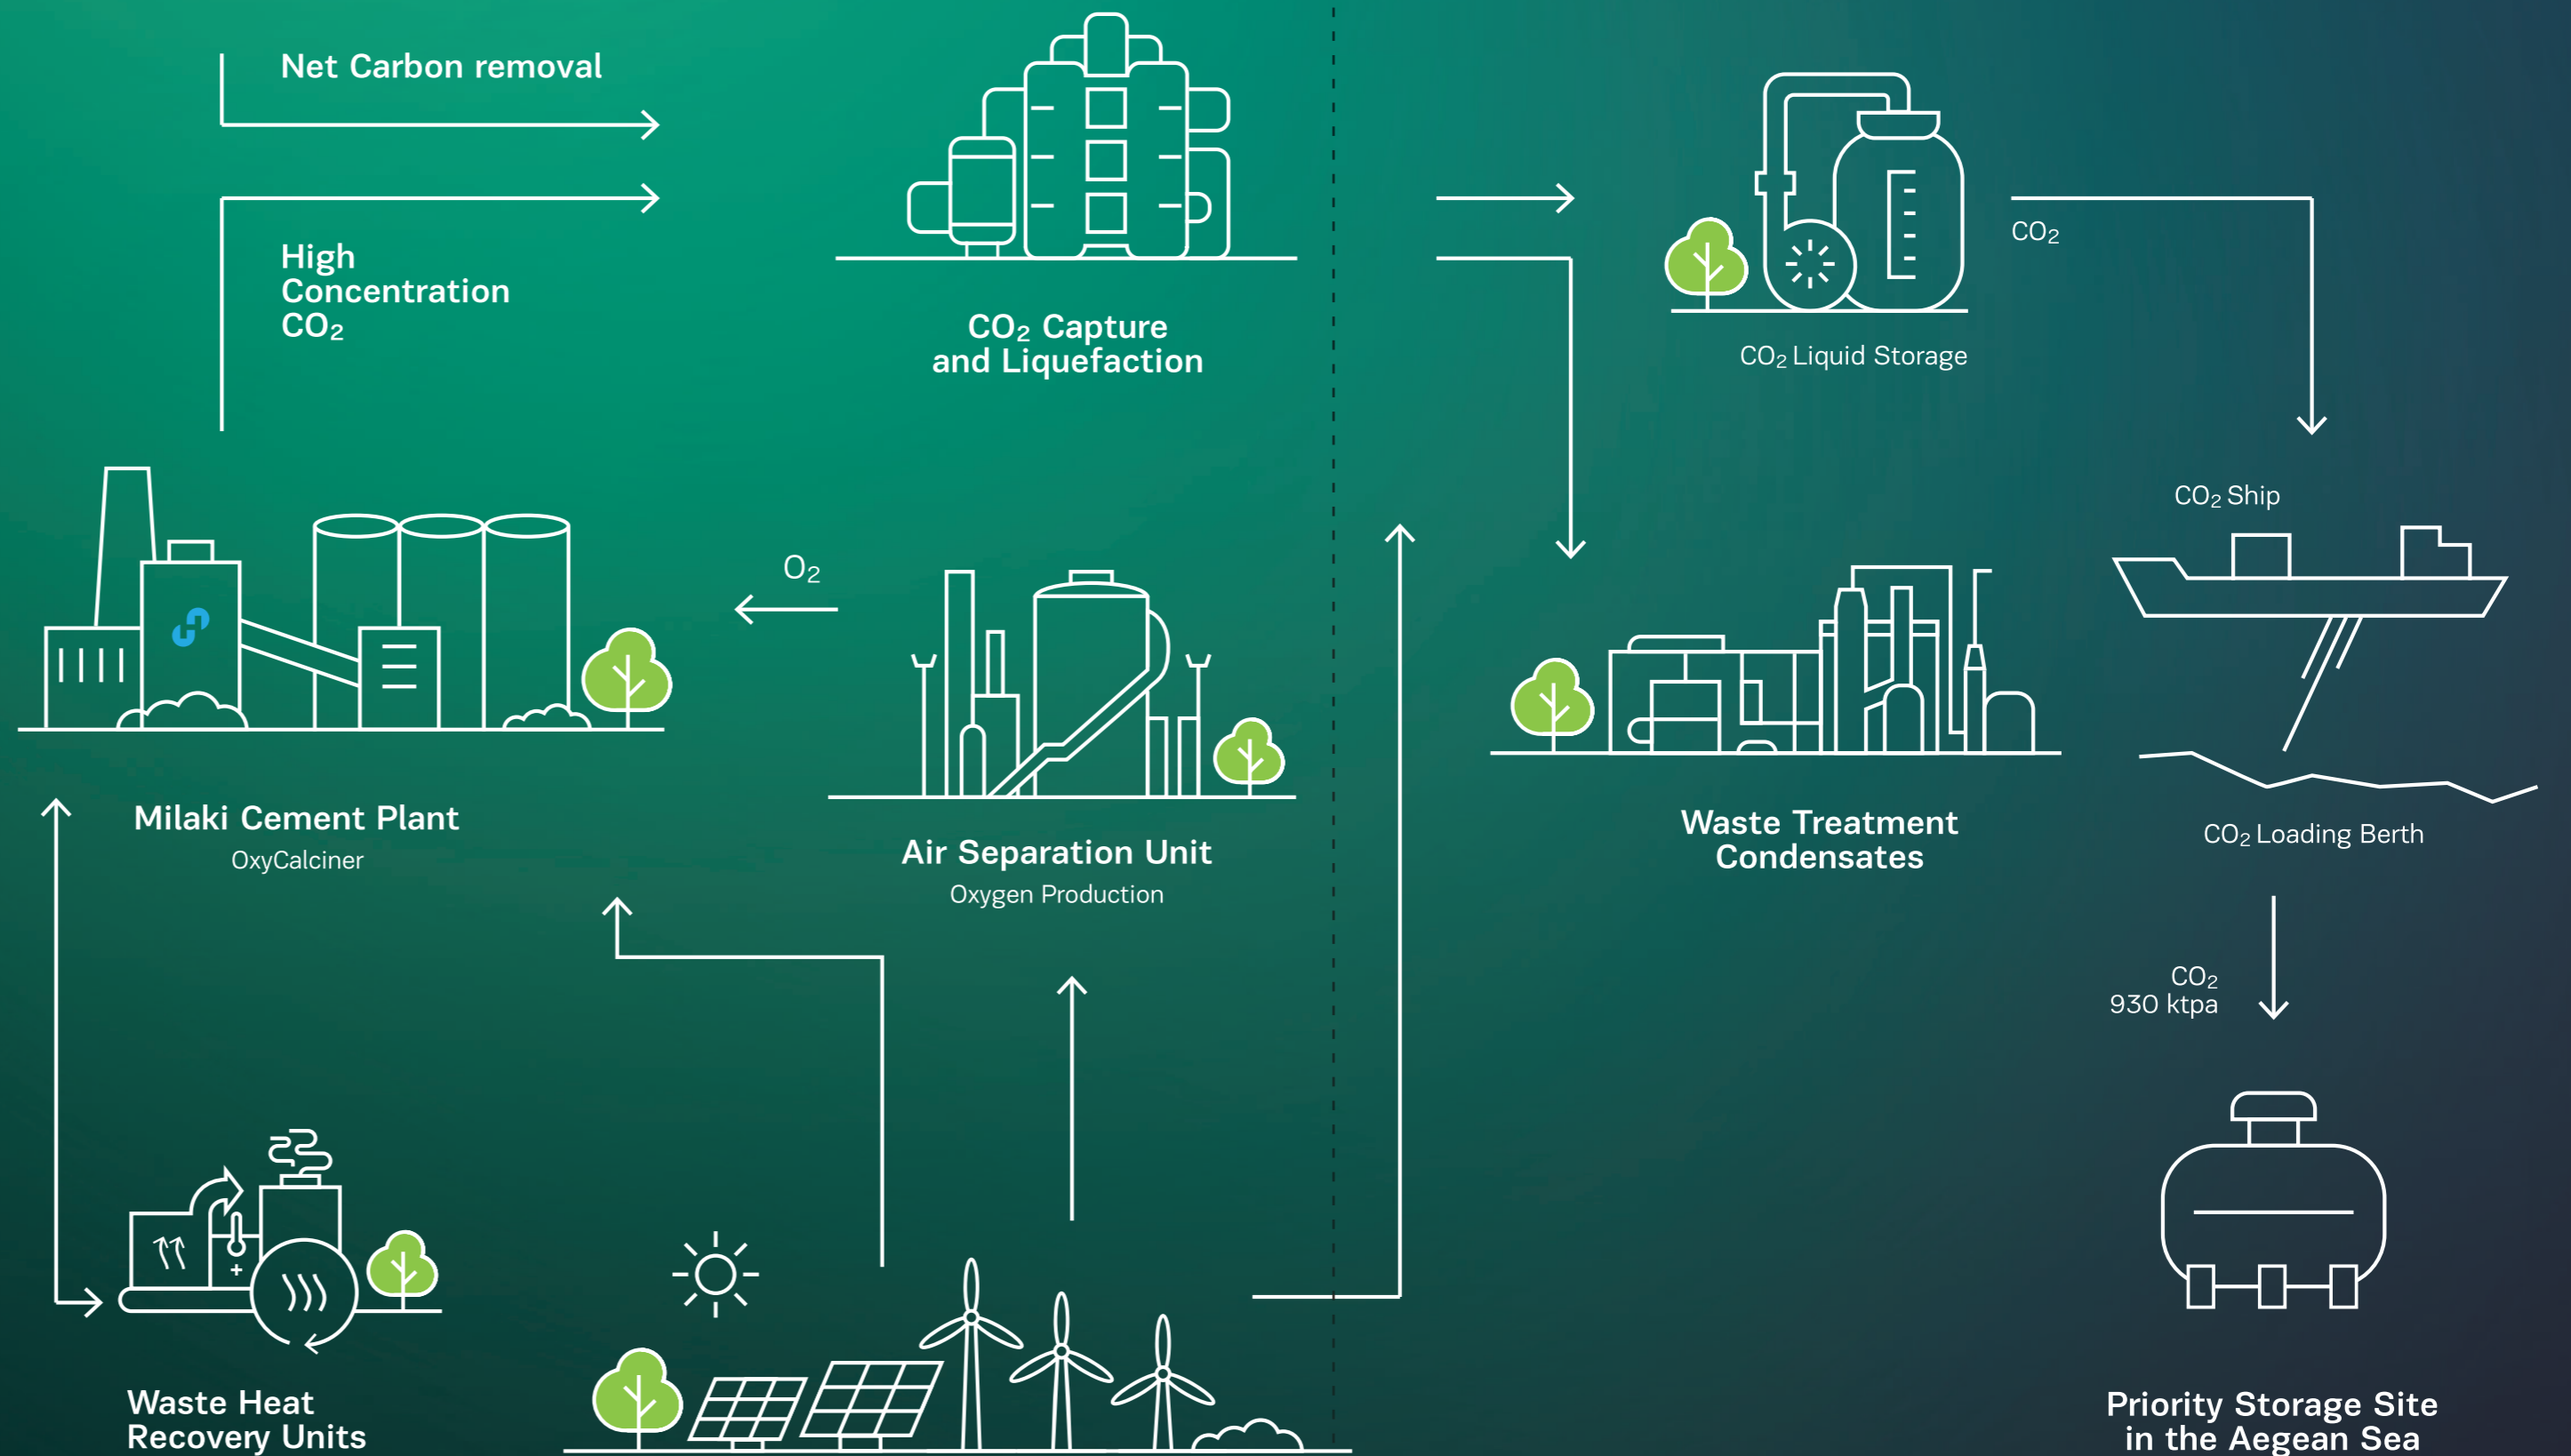 Net Carbon removal
High
Concentration
CO₂
CO₂ Capture
and Liquefaction
CO₂ Liquid Storage
CO₂
CO₂ Ship
O₂
Milaki Cement Plant
OxyCalciner
Air Separation Unit
Oxygen Production
Waste Treatment
Condensates
CO₂ Loading Berth
CO₂
930 ktpa
Waste Heat
Recovery Units
Priority Storage Site
in the Aegean Sea